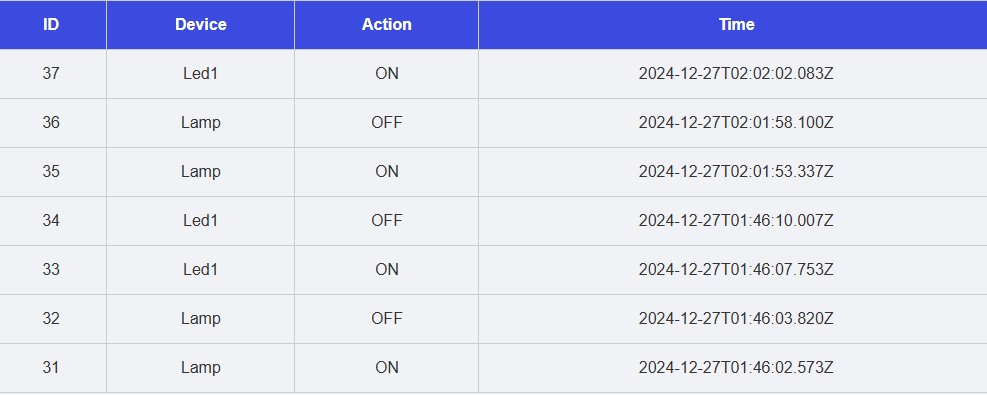 ID Device Action Time
37 Led1 ON 2024-12-27T02:02:02.083Z
36 Lamp OFF 2024-12-27T02:01:58.100Z
35 Lamp ON 2024-12-27T02:01:53.337Z
34 Led1 OFF 2024-12-27T01:46:10.007Z
33 Led1 ON 2024-12-27T01:46:07.753Z
32 Lamp OFF 2024-12-27T01:46:03.820Z
31 Lamp ON 2024-12-27T01:46:02.573Z